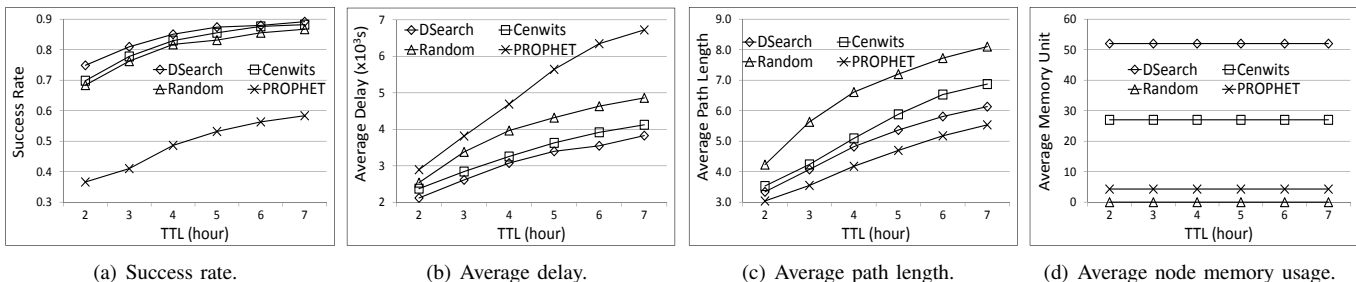 Success Rate
0.9
0.8
0.7
0.6
0.5
0.4
0.3
DSearch Cenwits
Random PROPHET
2 3 4 5 6 7
TTL (hour)
(a) Success rate.
Average Delay (x10³s)
7
6
5
4
3
2
DSearch Cenwits
Random PROPHET
2 3 4 5 6 7
TTL (hour)
(b) Average delay.
Average Path Length
9.0
8.0
7.0
6.0
5.0
4.0
3.0
DSearch Cenwits
Random PROPHET
2 3 4 5 6 7
TTL (hour)
(c) Average path length.
Average Memory Unit
60
50
40
30
20
10
0
DSearch Cenwits
Random PROPHET
2 3 4 5 6 7
TTL (hour)
(d) Average node memory usage.